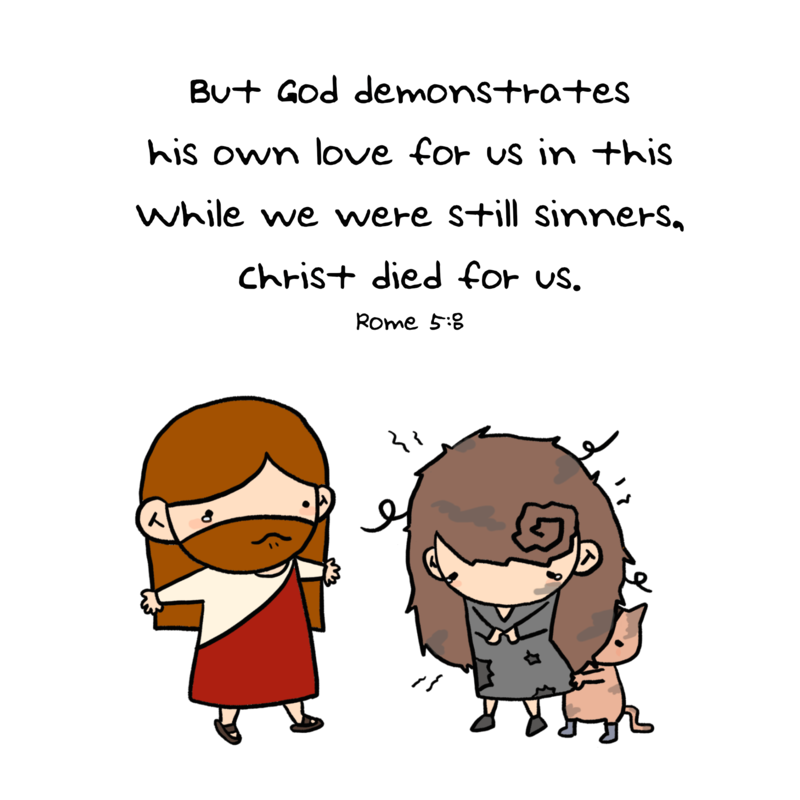 But God demonstrates
his own love for us in this
While we were still sinners,
Christ died for us.
Rome 5:8